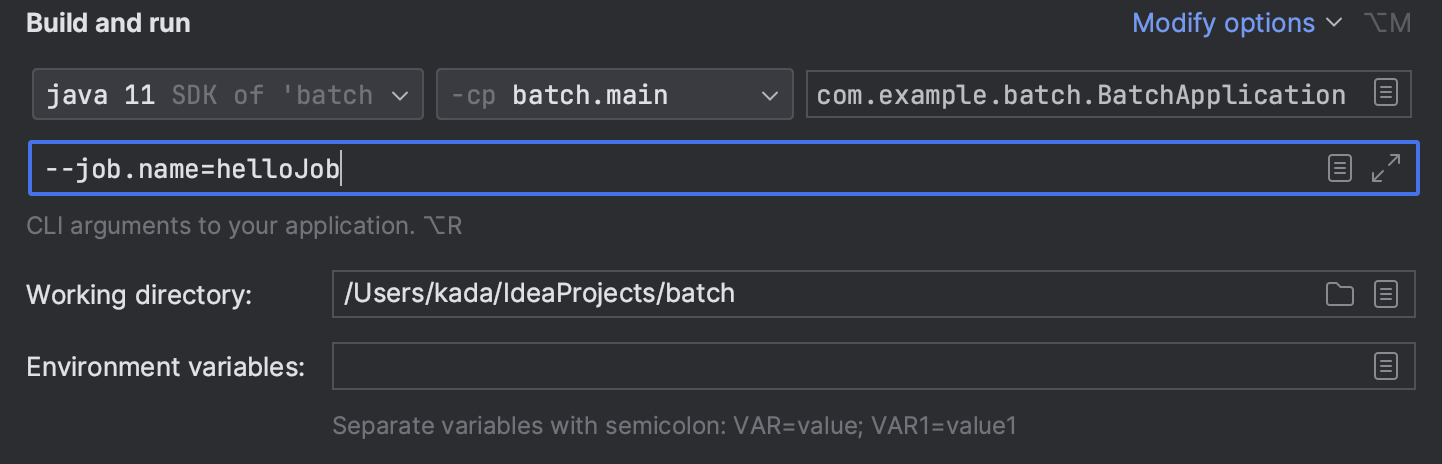 Build and run
Modify options ⌥M
java 11 SDK of 'batch -cp batch.main com.example.batch.BatchApplication
--job.name=helloJob
CLI arguments to your application. ⌥R
Working directory: /Users/kada/IdeaProjects/batch
Environment variables:
Separate variables with semicolon: VAR=value; VAR1=value1